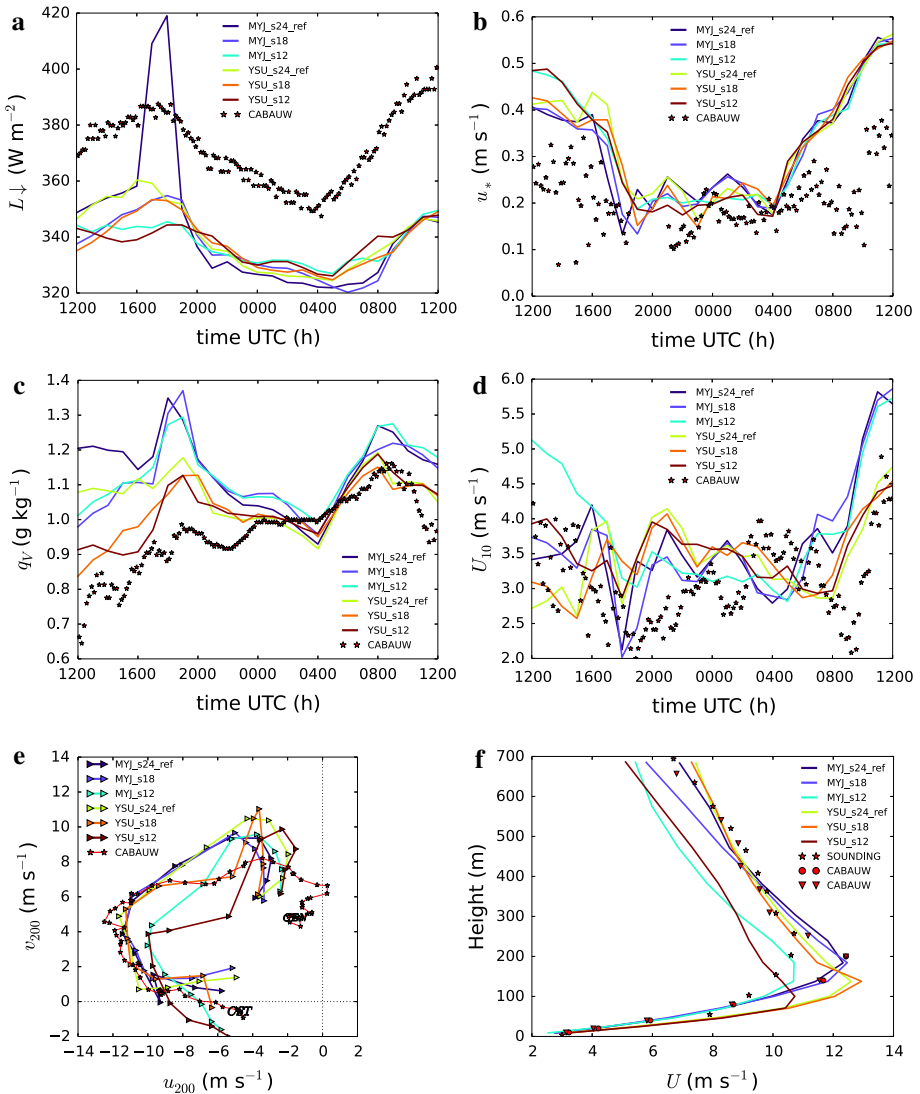 a
420
400
380
360
340
320
L↓ (W m⁻²)
MYJ_s24_ref
MYJ_s18
MYJ_s12
YSU_s24_ref
YSU_s18
YSU_s12
CABAUW
1200 1600 2000 0000 0400 0800 1200
time UTC (h)
b
0.6
0.5
0.4
0.3
0.2
0.1
0.0
u* (m s⁻¹)
MYJ_s24_ref
MYJ_s18
MYJ_s12
YSU_s24_ref
YSU_s18
YSU_s12
CABAUW
1200 1600 2000 0000 0400 0800 1200
time UTC (h)
c
1.4
1.3
1.2
1.1
1.0
0.9
0.8
0.7
0.6
qV (g kg⁻¹)
MYJ_s24_ref
MYJ_s18
MYJ_s12
YSU_s24_ref
YSU_s18
YSU_s12
CABAUW
1200 1600 2000 0000 0400 0800 1200
time UTC (h)
d
6.0
5.5
5.0
4.5
4.0
3.5
3.0
2.5
2.0
U10 (m s⁻¹)
MYJ_s24_ref
MYJ_s18
MYJ_s12
YSU_s24_ref
YSU_s18
YSU_s12
CABAUW
1200 1600 2000 0000 0400 0800 1200
time UTC (h)
e
14
12
10
8
6
4
2
0
−2
v200 (m s⁻¹)
MYJ_s24_ref
MYJ_s18
MYJ_s12
YSU_s24_ref
YSU_s18
YSU_s12
CABAUW
−14 −12 −10 −8 −6 −4 −2 0 2
u200 (m s⁻¹)
f
700
600
500
400
300
200
100
0
Height (m)
MYJ_s24_ref
MYJ_s18
MYJ_s12
YSU_s24_ref
YSU_s18
YSU_s12
SOUNDING
CABAUW
CABAUW
2 4 6 8 10 12 14
U (m s⁻¹)